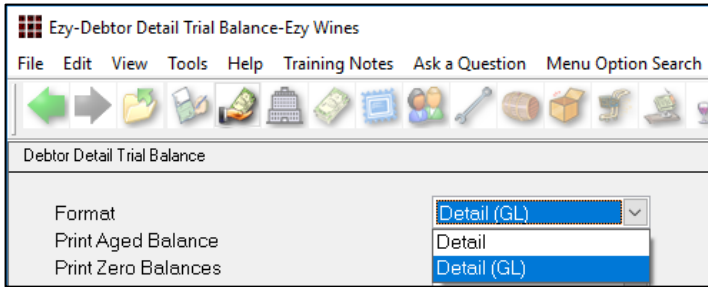 Ezy-Debtor Detail Trial Balance-Ezy Wines
File Edit View Tools Help Training Notes Ask a Question Menu Option Search
Debtor Detail Trial Balance
Format Detail (GL)
Print Aged Balance Detail
Print Zero Balances Detail (GL)